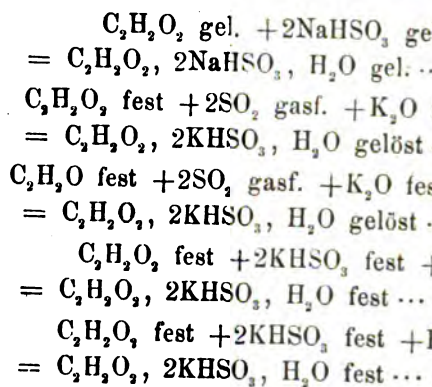 C₂H₂O₂ gel. +2NaHSO₃ ge
= C₂H₂O₂, 2NaHSO₃, H₂O gel. ···
C₂H₂O₂ fest +2SO₂ gasf. +K₂O
= C₂H₂O₂, 2KHSO₃, H₂O gelöst
C₂H₂O fest +2SO₂ gasf. +K₂O fes
= C₂H₂O₂, 2KHSO₃, H₂O gelöst ·
C₂H₂O₂ fest +2KHSO₃ fest +
= C₂H₂O₂, 2KHSO₃, H₂O fest ···
C₂H₂O₂ fest +2KHSO₃ fest +
= C₂H₂O₂, 2KHSO₃, H₂O fest ···